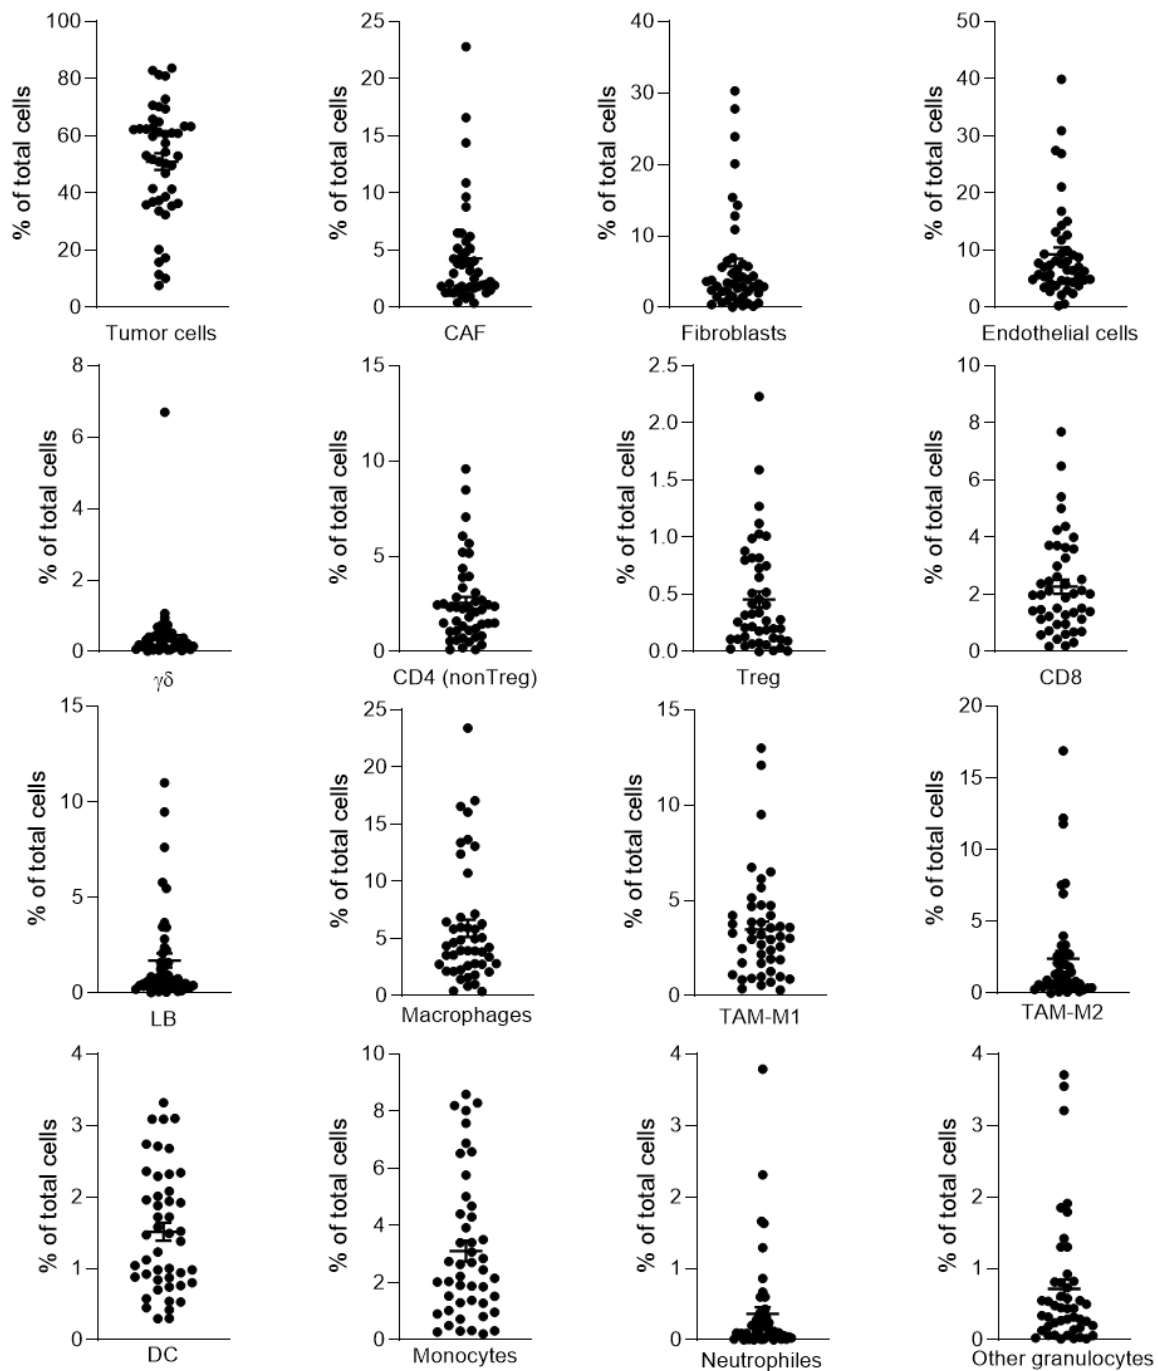 100
80
60
40
20
0
% of total cells
Tumor cells
25
20
15
10
5
0
% of total cells
CAF
40
30
20
10
0
% of total cells
Fibroblasts
50
40
30
20
10
0
% of total cells
Endothelial cells
8
6
4
2
0
% of total cells
γδ
15
10
5
0
% of total cells
CD4 (nonTreg)
2.5
2.0
1.5
1.0
0.5
0.0
% of total cells
Treg
10
8
6
4
2
0
% of total cells
CD8
15
10
5
0
% of total cells
LB
25
20
15
10
5
0
% of total cells
Macrophages
15
10
5
0
% of total cells
TAM-M1
20
15
10
5
0
% of total cells
TAM-M2
4
3
2
1
0
% of total cells
DC
10
8
6
4
2
0
% of total cells
Monocytes
4
3
2
1
0
% of total cells
Neutrophiles
4
3
2
1
0
% of total cells
Other granulocytes